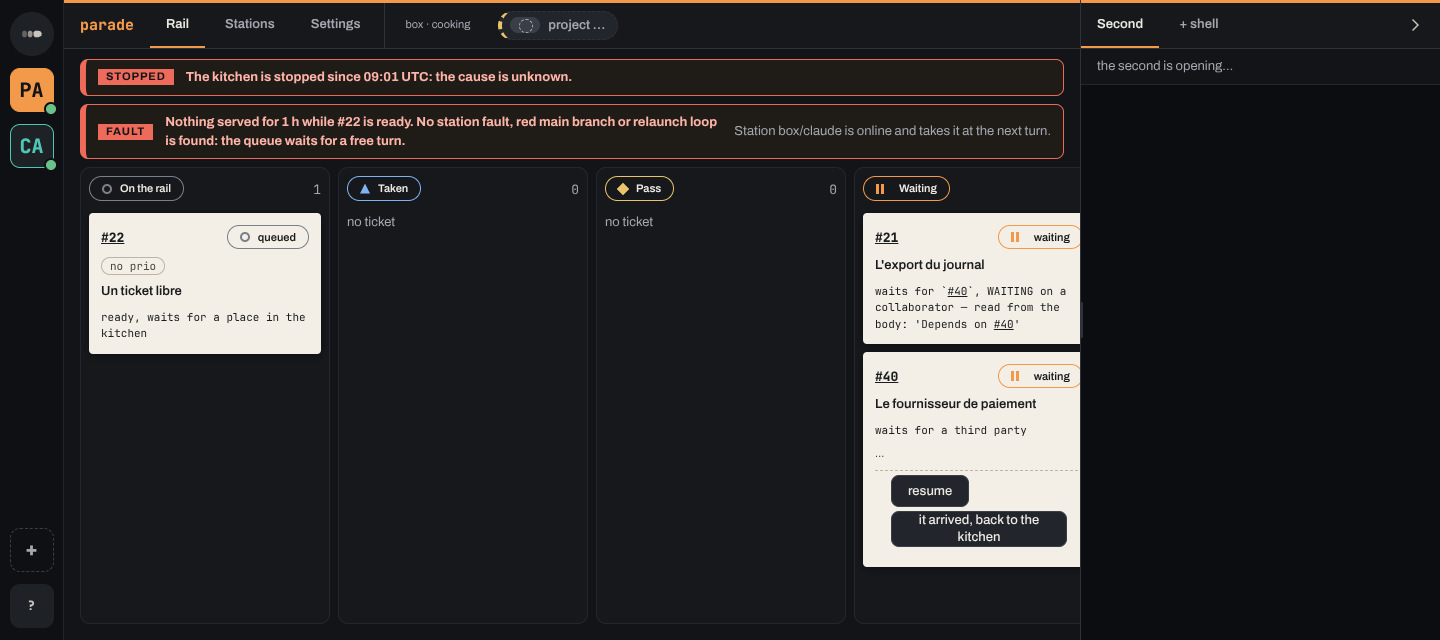 parade
Rail
Stations
Settings
box · cooking
project ...
Second
+ shell
PA
CA
+
?
STOPPED
The kitchen is stopped since 09:01 UTC: the cause is unknown.
FAULT
Nothing served for 1 h while #22 is ready. No station fault, red main branch or relaunch loop
is found: the queue waits for a free turn.
Station box/claude is online and takes it at the next turn.
On the rail
1
#22
queued
no prio
Un ticket libre
ready, waits for a place in the
kitchen
Taken
0
no ticket
Pass
0
no ticket
Waiting
#21
waiting
L'export du journal
waits for `#40`, WAITING on a
collaborator — read from the
body: 'Depends on #40'
#40
waiting
Le fournisseur de paiement
waits for a third party
...
resume
it arrived, back to the
kitchen
the second is opening...